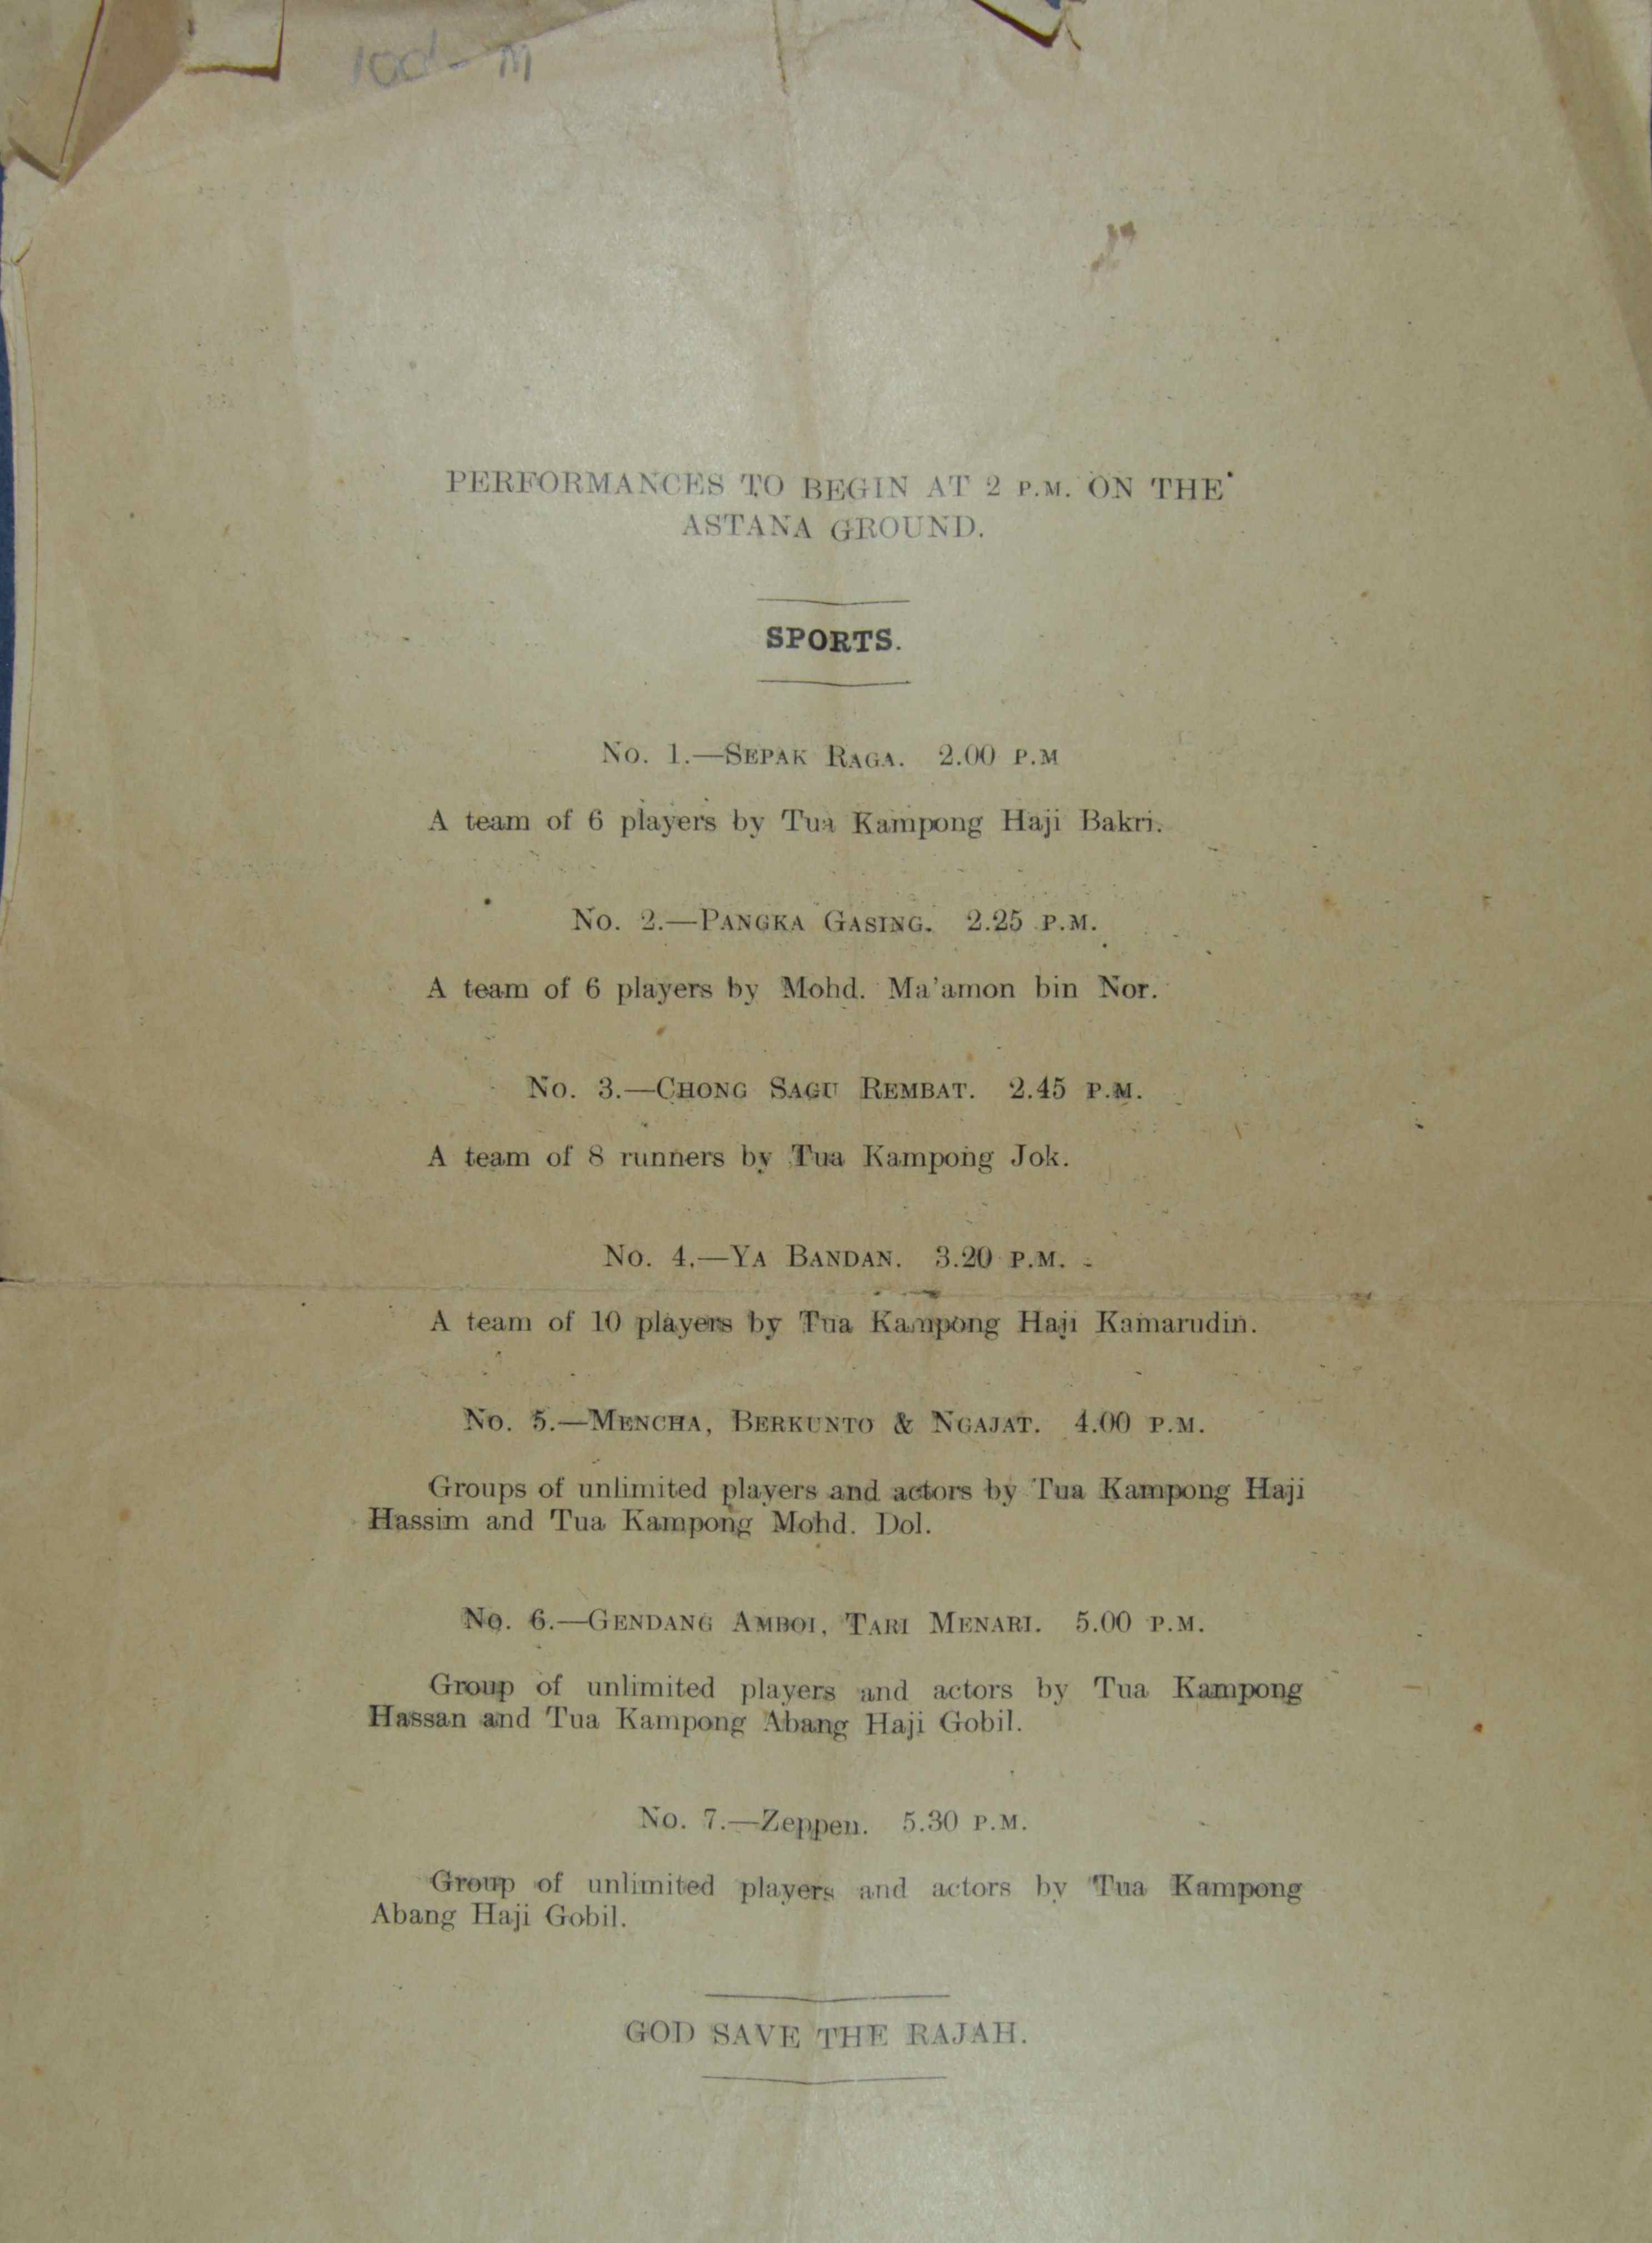 PERFORMANCES TO BEGIN AT 2 P.M. ON THE
ASTANA GROUND.
SPORTS.
No. 1.—SEPAK RAGA. 2.00 P.M
A team of 6 players by Tua Kampong Haji Bakri.
No. 2.—PANGKA GASING. 2.25 P.M.
A team of 6 players by Mohd. Ma'amon bin Nor.
No. 3.—CHONG SAGU REMBAT. 2.45 P.M.
A team of 8 runners by Tua Kampong Jok.
No. 4.—YA BANDAN. 3.20 P.M.
A team of 10 players by Tua Kampong Haji Kamarudin.
No. 5.—MENCHA, BERKUNTO & NGAJAT. 4.00 P.M.
Groups of unlimited players and actors by Tua Kampong Haji
Hassim and Tua Kampong Mohd. Dol.
No. 6.—GENDANG AMBOI, TARI MENARI. 5.00 P.M.
Group of unlimited players and actors by Tua Kampong
Hassan and Tua Kampong Abang Haji Gobil.
No. 7.—Zeppen. 5.30 P.M.
Group of unlimited players and actors by Tua Kampong
Abang Haji Gobil.
GOD SAVE THE RAJAH.